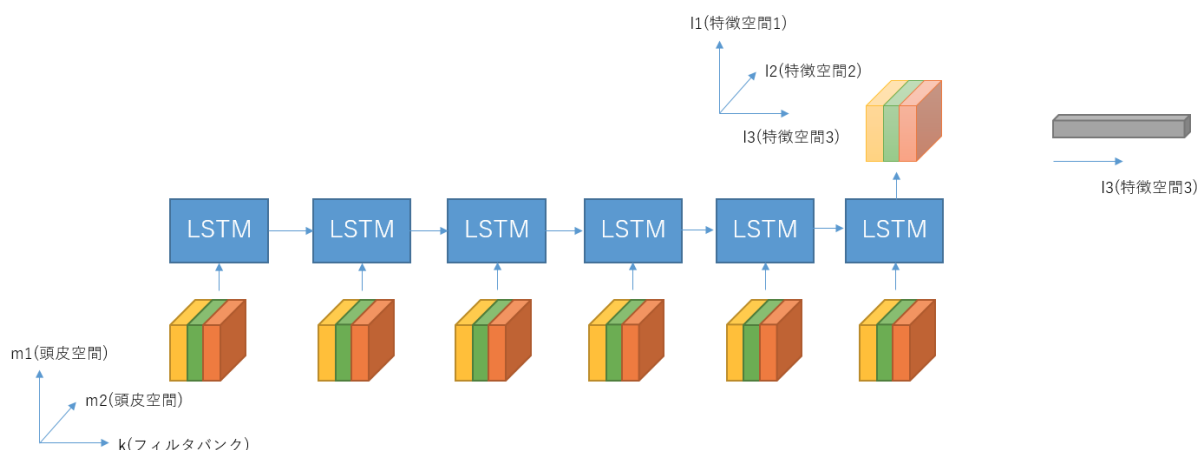 l1(特徴空間1)
l2(特徴空間2)
l3(特徴空間3)
l3(特徴空間3)
LSTM
LSTM
LSTM
LSTM
LSTM
LSTM
m1(頭皮空間)
m2(頭皮空間)
k(フィルタバンク)